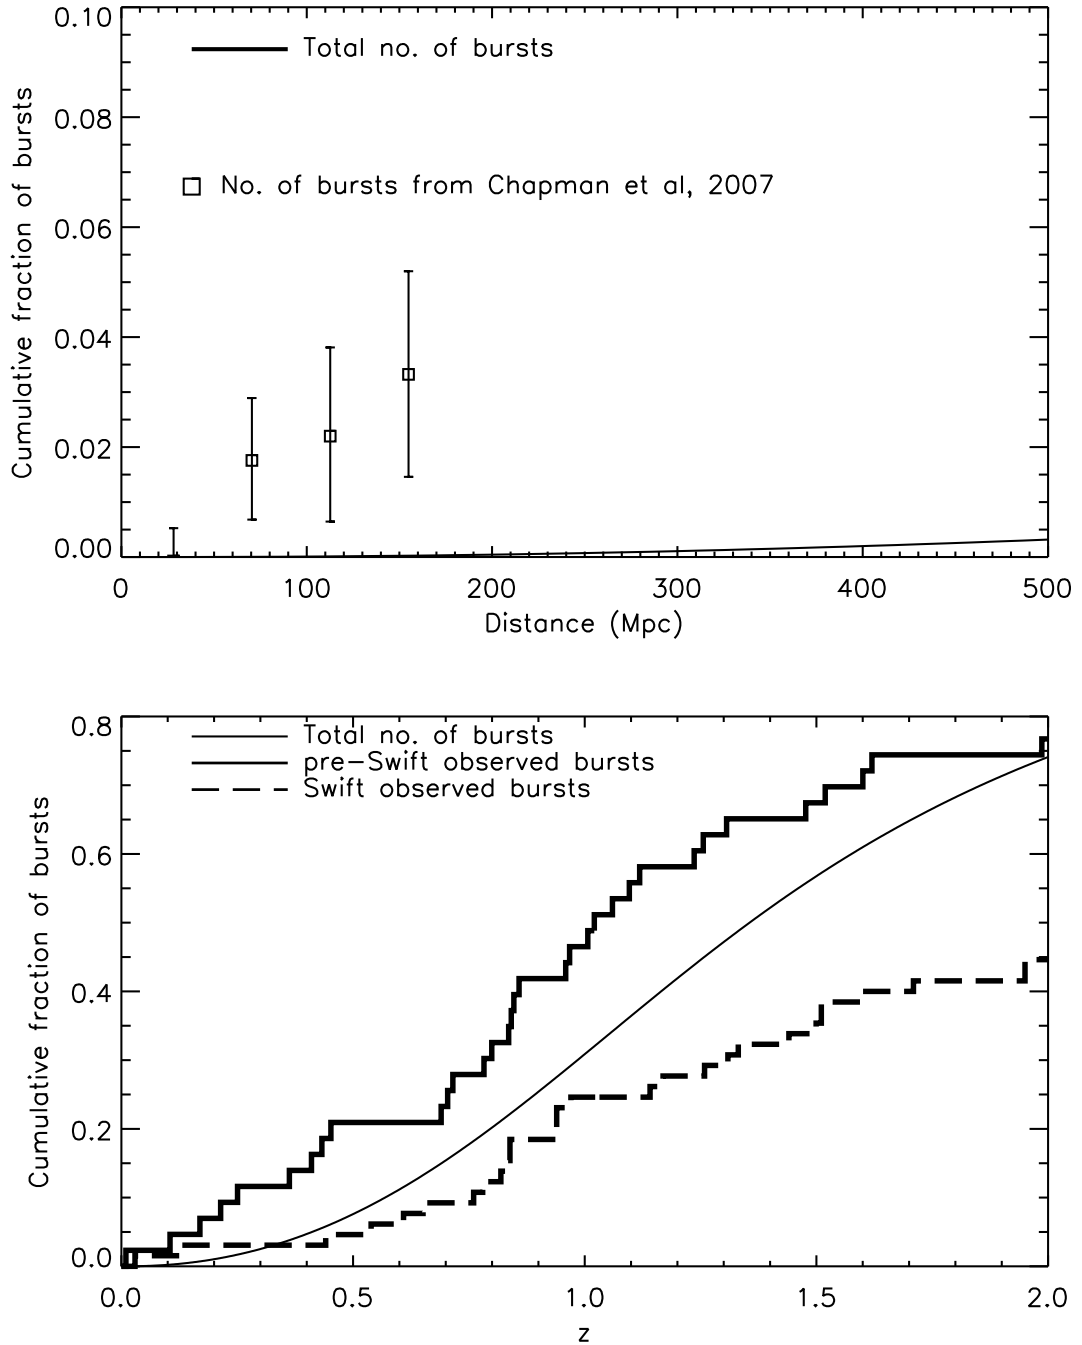 0.10
Total no. of bursts
0.08
No. of bursts from Chapman et al, 2007
0.06
0.04
0.02
0.00
Cumulative fraction of bursts
0 100 200 300 400 500
Distance (Mpc)
0.8
Total no. of bursts
pre-Swift observed bursts
Swift observed bursts
0.6
0.4
0.2
0.0
Cumulative fraction of bursts
0.0 0.5 1.0 1.5 2.0
z